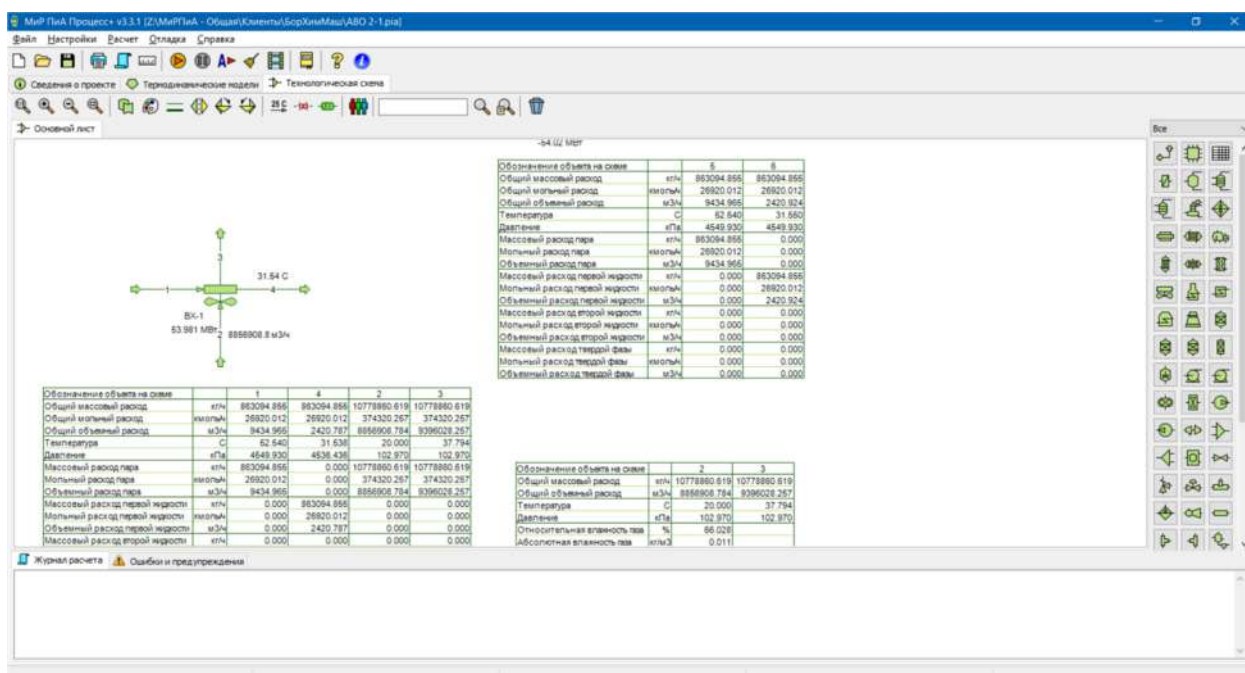 МиР ПиА Процесс+ v3.3.1 [Z:\МиРПиА - Общая\Клиенты\БорХимМаш\АВО 2-1.pia]
Файл Настройки Расчет Отладка Справка
Сведения о проекте Термодинамические модели Технологическая схема
Основной лист
Все
-54.02 МВт
Обозначение объекта на схеме 5 6
Общий массовый расход кг/ч 863094.855 863094.855
Общий мольный расход кмоль/ч 26920.012 26920.012
Общий объемный расход м3/ч 9434.965 2420.924
Температура С 62.540 31.560
Давление кПа 4549.930 4549.930
Массовый расход пара кг/ч 863094.855 0.000
Мольный расход пара кмоль/ч 26920.012 0.000
Объемный расход пара м3/ч 9434.965 0.000
Массовый расход первой жидкости кг/ч 0.000 863094.855
Мольный расход первой жидкости кмоль/ч 0.000 26920.012
Объемный расход первой жидкости м3/ч 0.000 2420.924
Массовый расход второй жидкости кг/ч 0.000 0.000
Мольный расход второй жидкости кмоль/ч 0.000 0.000
Объемный расход второй жидкости м3/ч 0.000 0.000
Массовый расход твердой фазы кг/ч 0.000 0.000
Мольный расход твердой фазы кмоль/ч 0.000 0.000
Объемный расход твердой фазы м3/ч 0.000 0.000
3
31.64 С
1 4
ВХ-1
53.981 МВт
2 8856908.8 м3/ч
Обозначение объекта на схеме 1 4 2 3
Общий массовый расход кг/ч 863094.855 863094.855 10778860.619 10778860.619
Общий мольный расход кмоль/ч 26920.012 26920.012 374320.257 374320.257
Общий объемный расход м3/ч 9434.965 2420.787 8856908.784 9396028.257
Температура С 62.540 31.636 20.000 37.794
Давление кПа 4549.930 4536.436 102.970 102.970
Массовый расход пара кг/ч 863094.855 0.000 10778860.619 10778860.619
Мольный расход пара кмоль/ч 26920.012 0.000 374320.257 374320.257
Объемный расход пара м3/ч 9434.965 0.000 8856908.784 9396028.257
Массовый расход первой жидкости кг/ч 0.000 863094.855 0.000 0.000
Мольный расход первой жидкости кмоль/ч 0.000 26920.012 0.000 0.000
Объемный расход первой жидкости м3/ч 0.000 2420.787 0.000 0.000
Массовый расход второй жидкости кг/ч 0.000 0.000 0.000 0.000
Обозначение объекта на схеме 2 3
Общий массовый расход кг/ч 10778860.619 10778860.619
Общий объемный расход м3/ч 8856908.784 9396028.257
Температура С 20.000 37.794
Давление кПа 102.970 102.970
Относительная влажность газа % 66.028
Абсолютная влажность газа кг/м3 0.011
Журнал расчета Ошибки и предупреждения